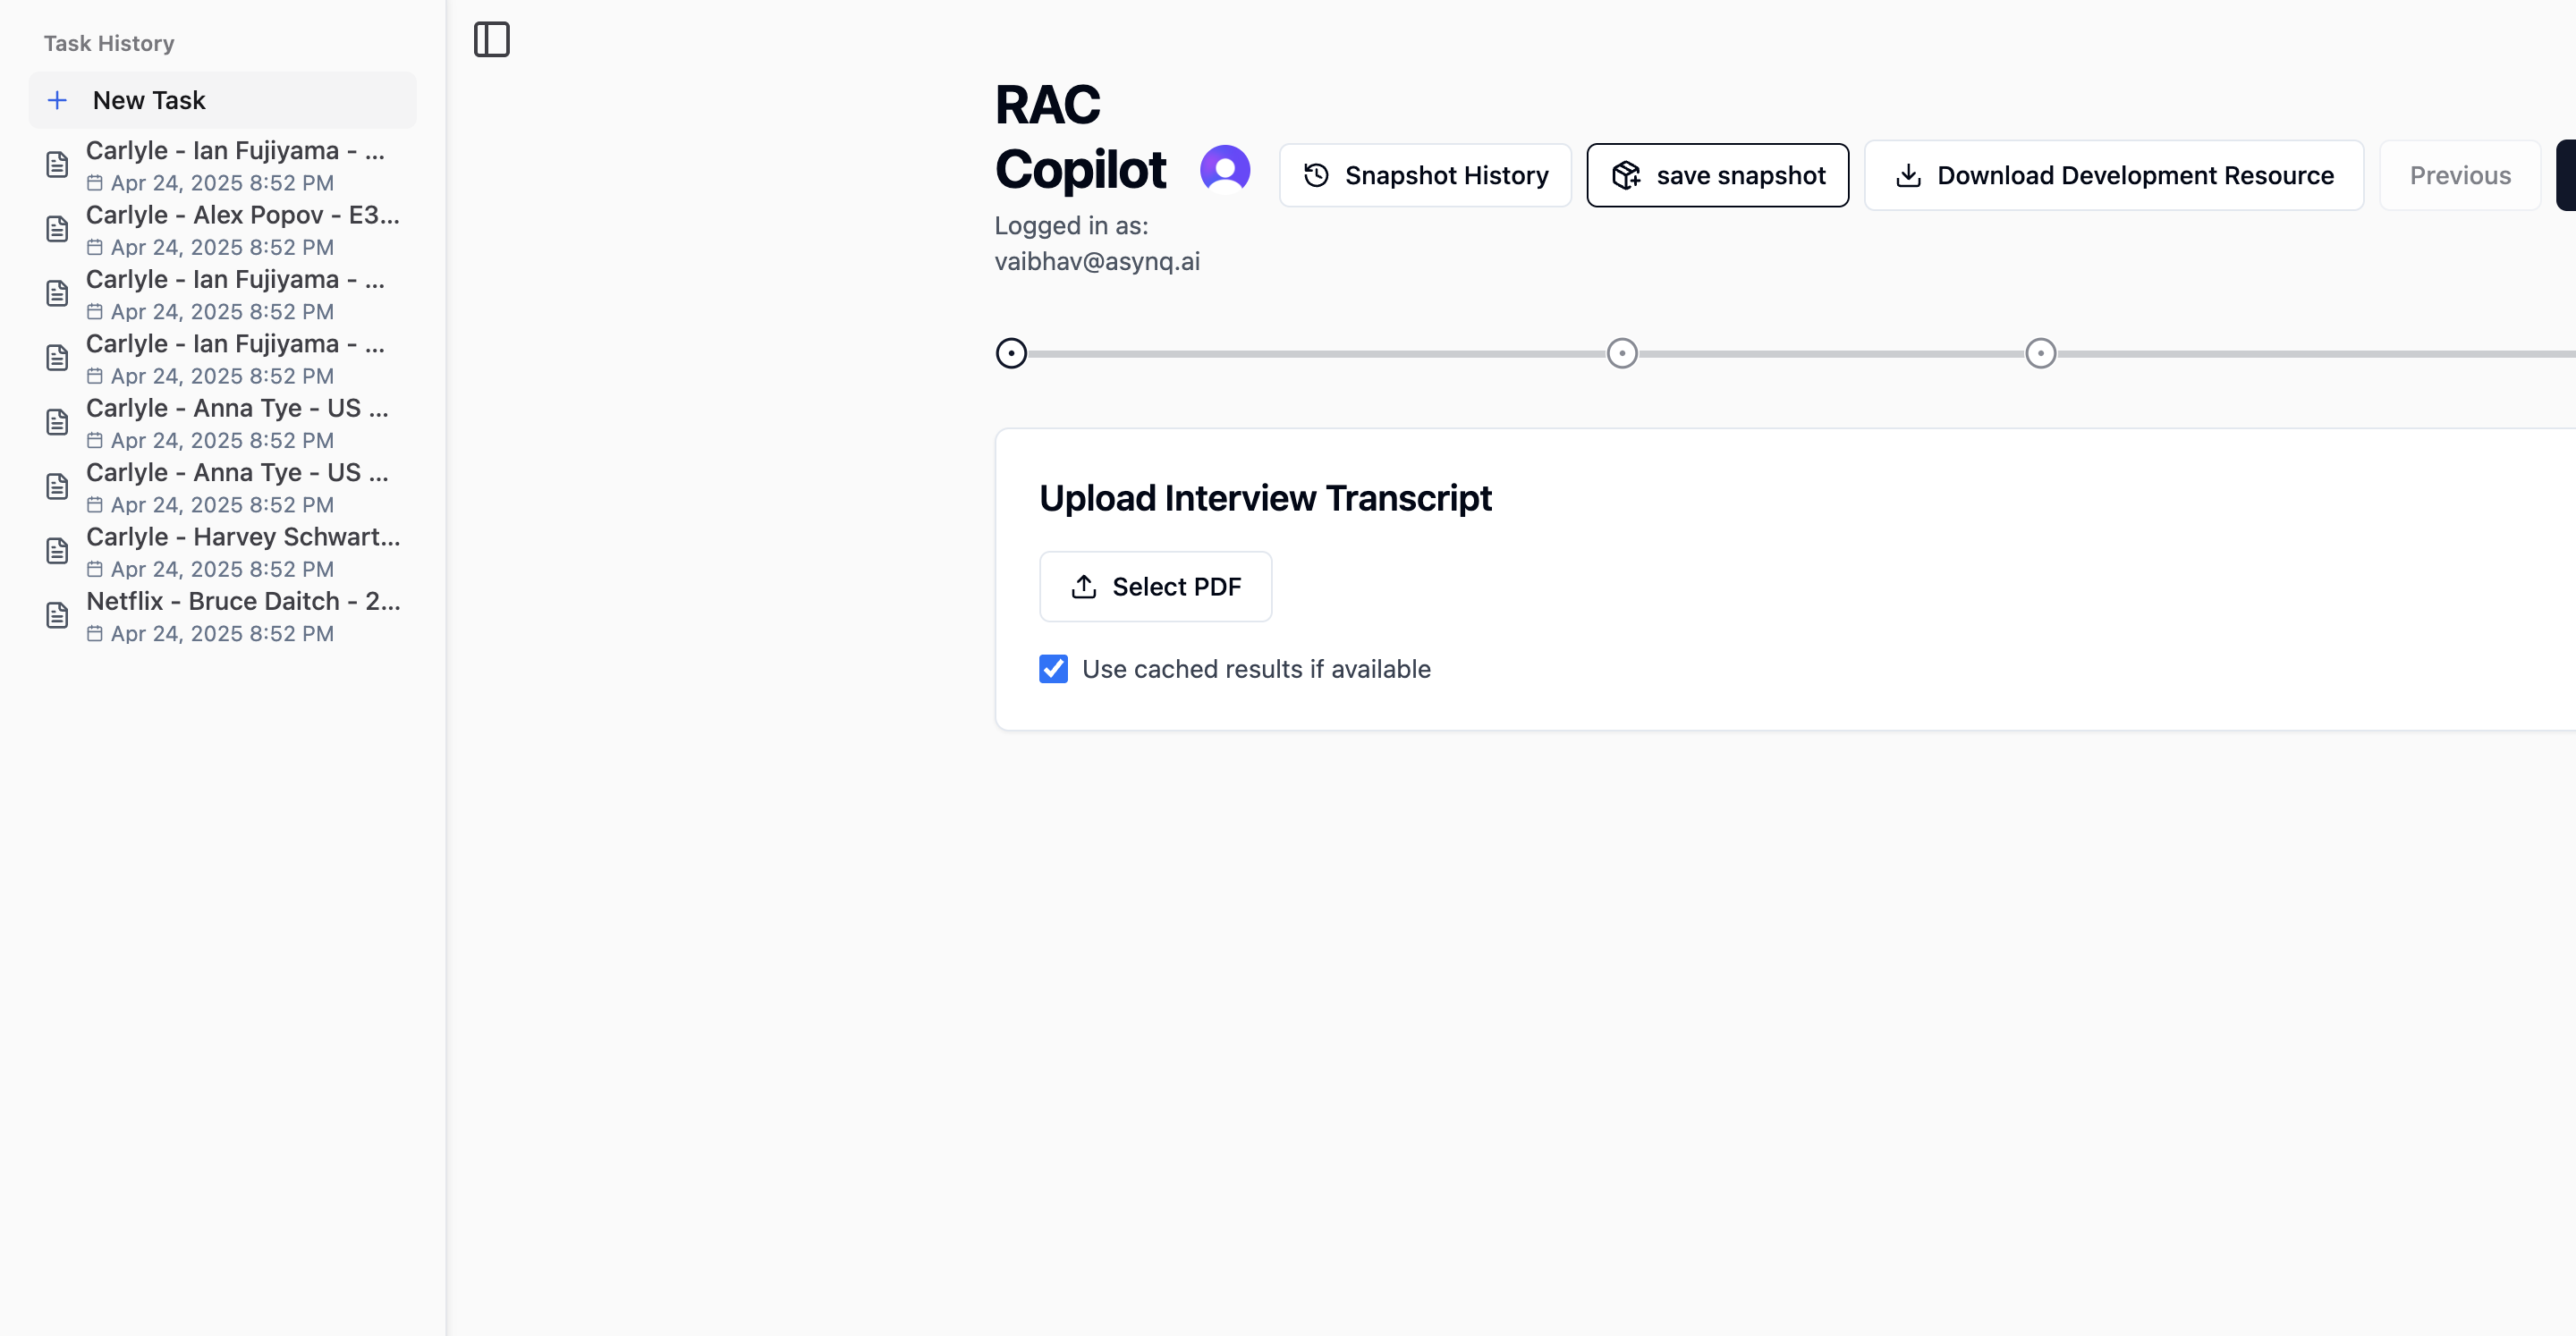 Task History
New Task
Carlyle - Ian Fujiyama - ...
Apr 24, 2025 8:52 PM
Carlyle - Alex Popov - E3...
Apr 24, 2025 8:52 PM
Carlyle - Ian Fujiyama - ...
Apr 24, 2025 8:52 PM
Carlyle - Ian Fujiyama - ...
Apr 24, 2025 8:52 PM
Carlyle - Anna Tye - US ...
Apr 24, 2025 8:52 PM
Carlyle - Anna Tye - US ...
Apr 24, 2025 8:52 PM
Carlyle - Harvey Schwart...
Apr 24, 2025 8:52 PM
Netflix - Bruce Daitch - 2...
Apr 24, 2025 8:52 PM
RAC
Copilot
Logged in as:
vaibhav@asynq.ai
Snapshot History
save snapshot
Download Development Resource
Previous
Upload Interview Transcript
Select PDF
Use cached results if available